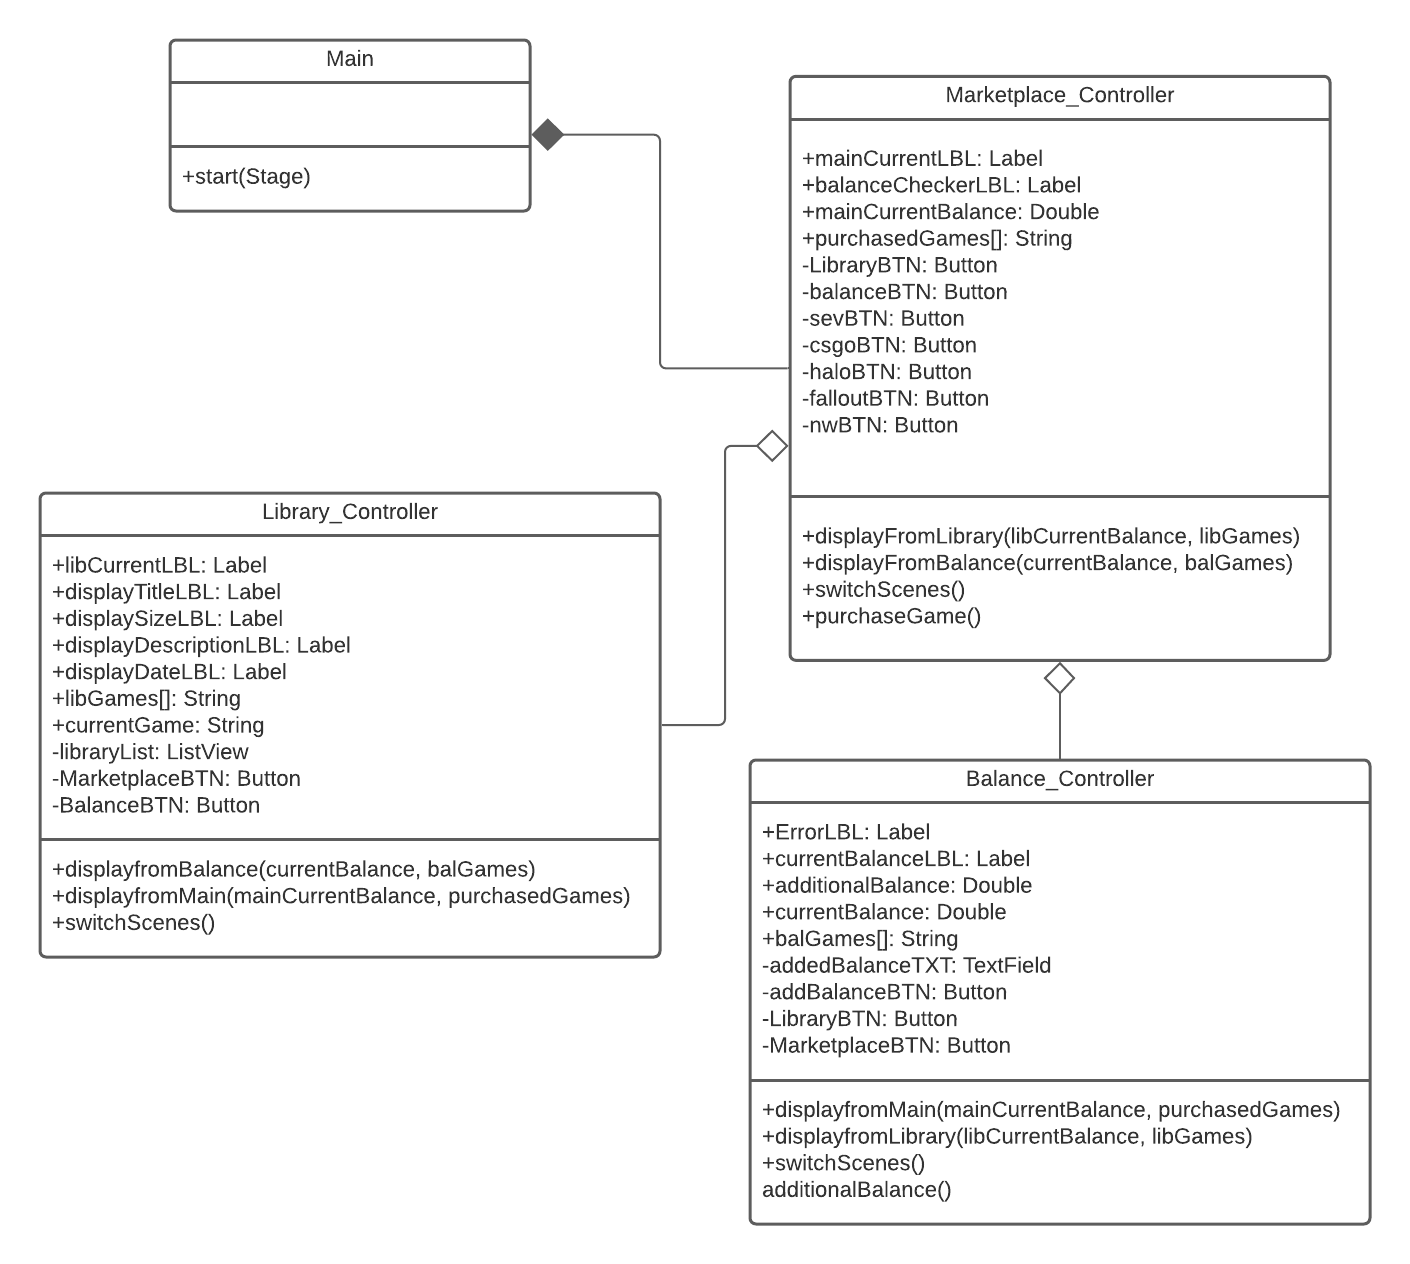 Main
+start(Stage)
Marketplace_Controller
+mainCurrentLBL: Label
+balanceCheckerLBL: Label
+mainCurrentBalance: Double
+purchasedGames[]: String
-LibraryBTN: Button
-balanceBTN: Button
-sevBTN: Button
-csgoBTN: Button
-haloBTN: Button
-falloutBTN: Button
-nwBTN: Button
+displayFromLibrary(libCurrentBalance, libGames)
+displayFromBalance(currentBalance, balGames)
+switchScenes()
+purchaseGame()
Library_Controller
+libCurrentLBL: Label
+displayTitleLBL: Label
+displaySizeLBL: Label
+displayDescriptionLBL: Label
+displayDateLBL: Label
+libGames[]: String
+currentGame: String
-libraryList: ListView
-MarketplaceBTN: Button
-BalanceBTN: Button
+displayfromBalance(currentBalance, balGames)
+displayfromMain(mainCurrentBalance, purchasedGames)
+switchScenes()
Balance_Controller
+ErrorLBL: Label
+currentBalanceLBL: Label
+additionalBalance: Double
+currentBalance: Double
+balGames[]: String
-addedBalanceTXT: TextField
-addBalanceBTN: Button
-LibraryBTN: Button
-MarketplaceBTN: Button
+displayfromMain(mainCurrentBalance, purchasedGames)
+displayfromLibrary(libCurrentBalance, libGames)
+switchScenes()
additionalBalance()